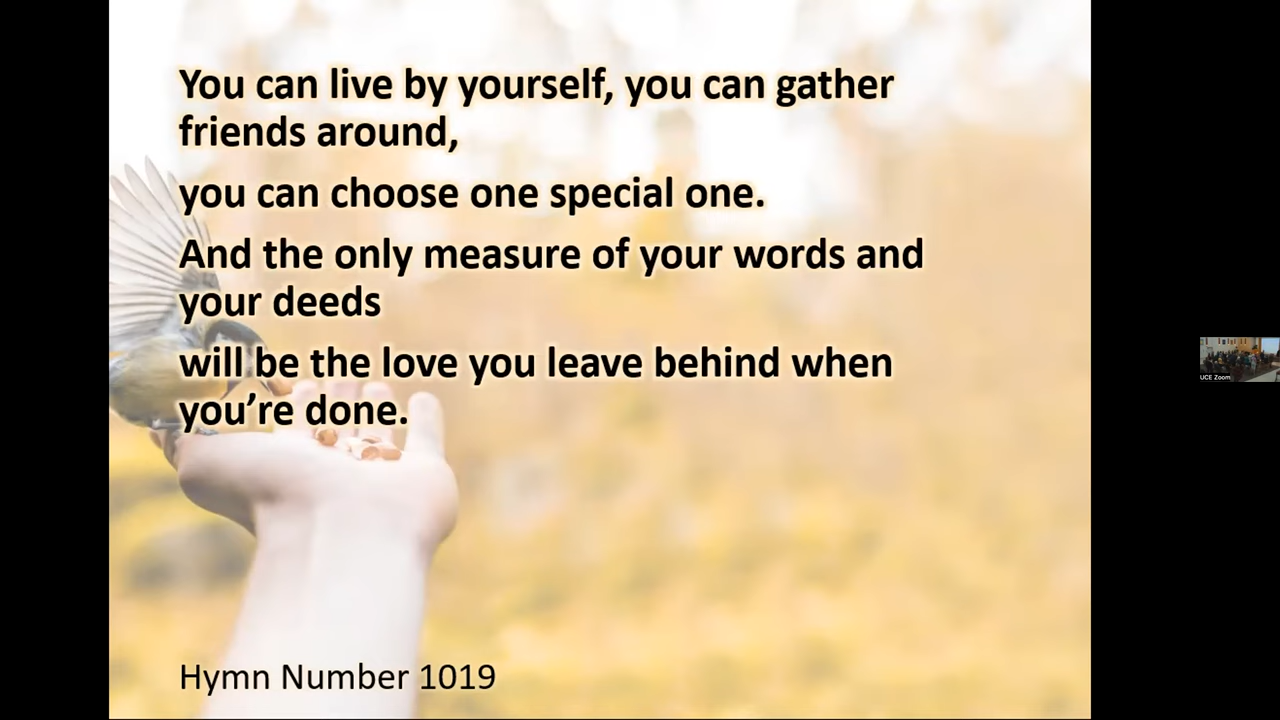 You can live by yourself, you can gather
friends around,
you can choose one special one.
And the only measure of your words and
your deeds
will be the love you leave behind when
you’re done.
Hymn Number 1019
UCE Zoom